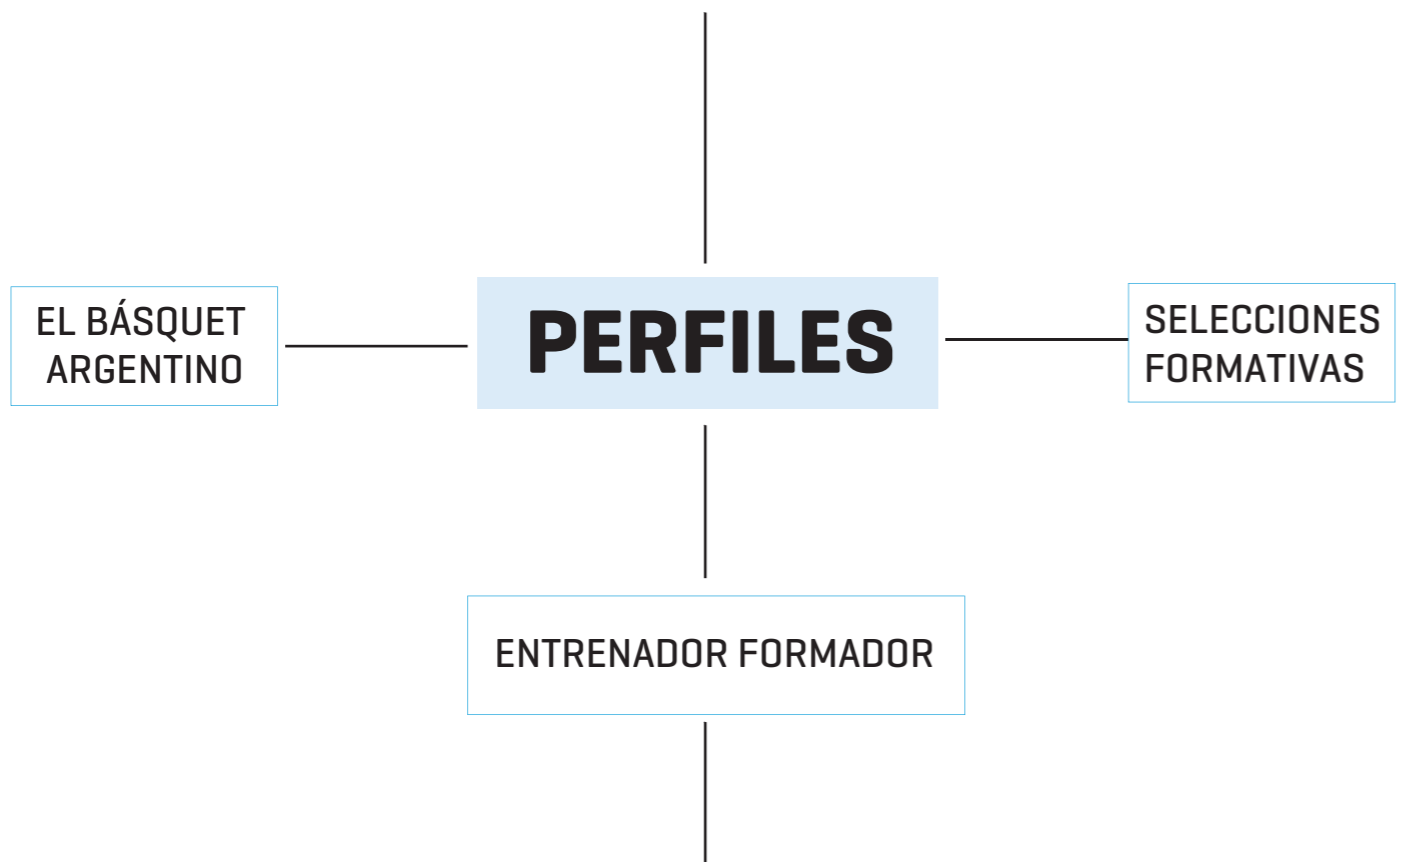 EL BÁSQUET
ARGENTINO
PERFILES
SELECCIONES
FORMATIVAS
ENTRENADOR FORMADOR